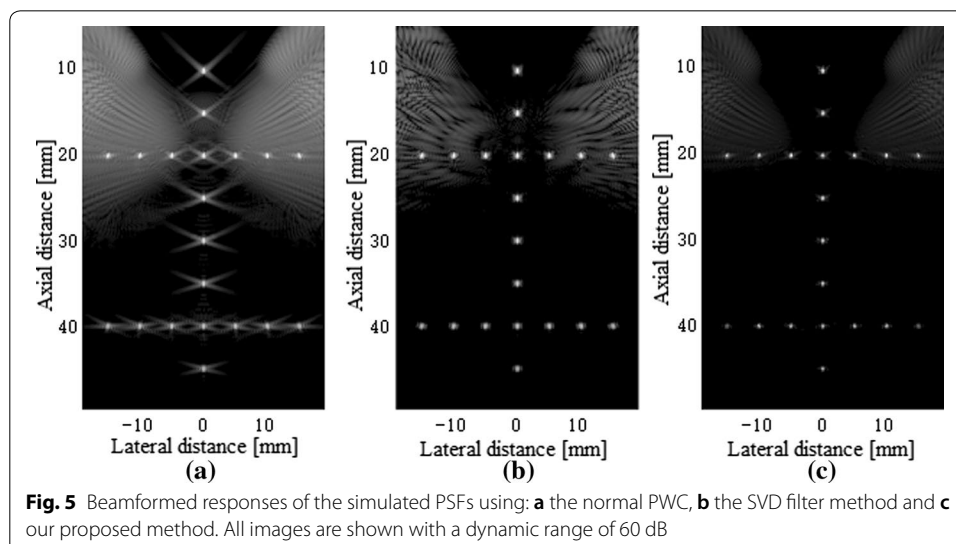 10
20
30
40
Axial distance [mm]
−10 0 10
Lateral distance [mm]
(a)
10
20
30
40
Axial distance [mm]
−10 0 10
Lateral distance [mm]
(b)
10
20
30
40
Axial distance [mm]
−10 0 10
Lateral distance [mm]
(c)
Fig. 5 Beamformed responses of the simulated PSFs using: a the normal PWC, b the SVD filter method and c
our proposed method. All images are shown with a dynamic range of 60 dB